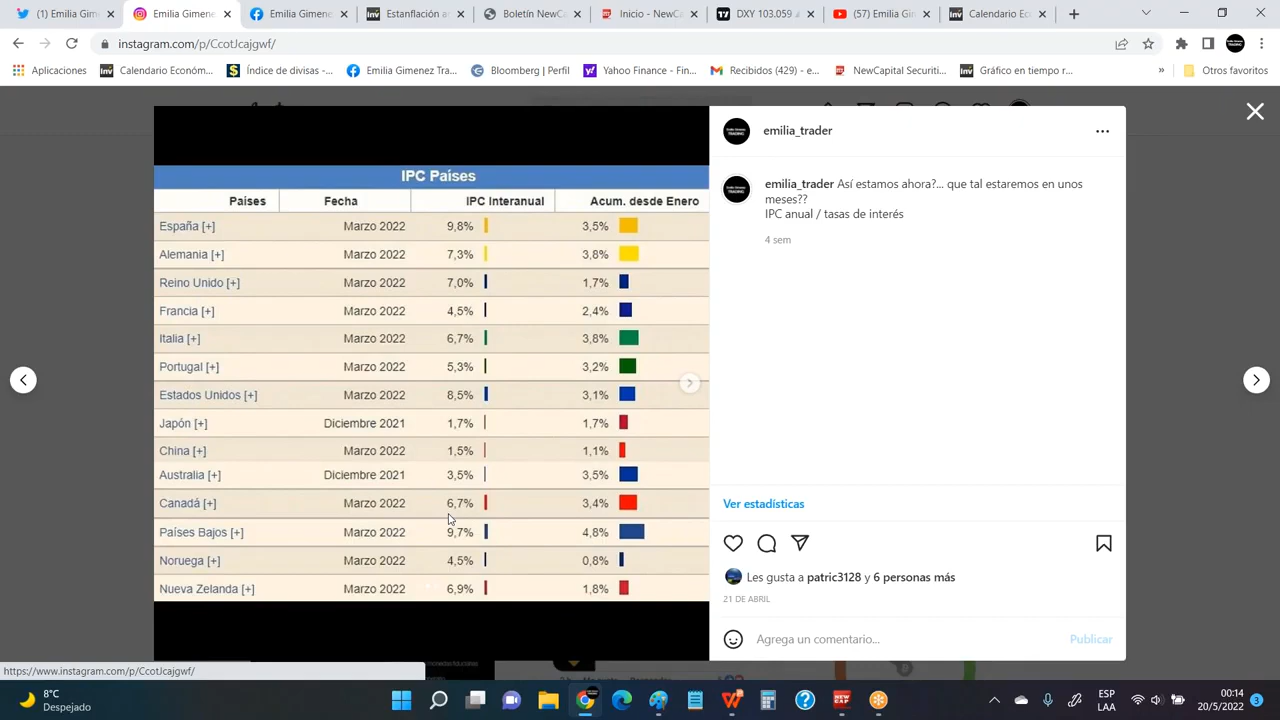 Estanflación e
Boletín NewCa
Inicio - NewCa
DXY 103.059
(57) Emilia Gim
Calendario Ec
instagram.com/p/CcotJcajgwf/
Aplicaciones
Calendario Económ...
Índice de divisas -...
Emilia Gimenez Tra...
Bloomberg | Perfil
Yahoo Finance - Fin...
Recibidos (429) - e...
NewCapital Securiti...
Gráfico en tiempo r...
»
Otros favoritos
IPC Países
Países Fecha IPC Interanual Acum. desde Enero
España [+] Marzo 2022 9,8% 3,5%
Alemania [+] Marzo 2022 7,3% 3,8%
Reino Unido [+] Marzo 2022 7,0% 1,7%
Francia [+] Marzo 2022 4,5% 2,4%
Italia [+] Marzo 2022 6,7% 3,8%
Portugal [+] Marzo 2022 5,3% 3,2%
Estados Unidos [+] Marzo 2022 8,5% 3,1%
Japón [+] Diciembre 2021 1,7% 1,7%
China [+] Marzo 2022 1,5% 1,1%
Australia [+] Diciembre 2021 3,5% 3,5%
Canadá [+] Marzo 2022 6,7% 3,4%
Países Bajos [+] Marzo 2022 9,7% 4,8%
Noruega [+] Marzo 2022 4,5% 0,8%
Nueva Zelanda [+] Marzo 2022 6,9% 1,8%
emilia_trader
emilia_trader Así estamos ahora?... que tal estaremos en unos
meses??
IPC anual / tasas de interés
4 sem
Ver estadísticas
Les gusta a patric3128 y 6 personas más
21 DE ABRIL
Agrega un comentario...
Publicar
https://www.instagram.com/p/CcotJcajgwf/
8°C
Despejado
ESP
LAA
00:14
20/5/2022
3